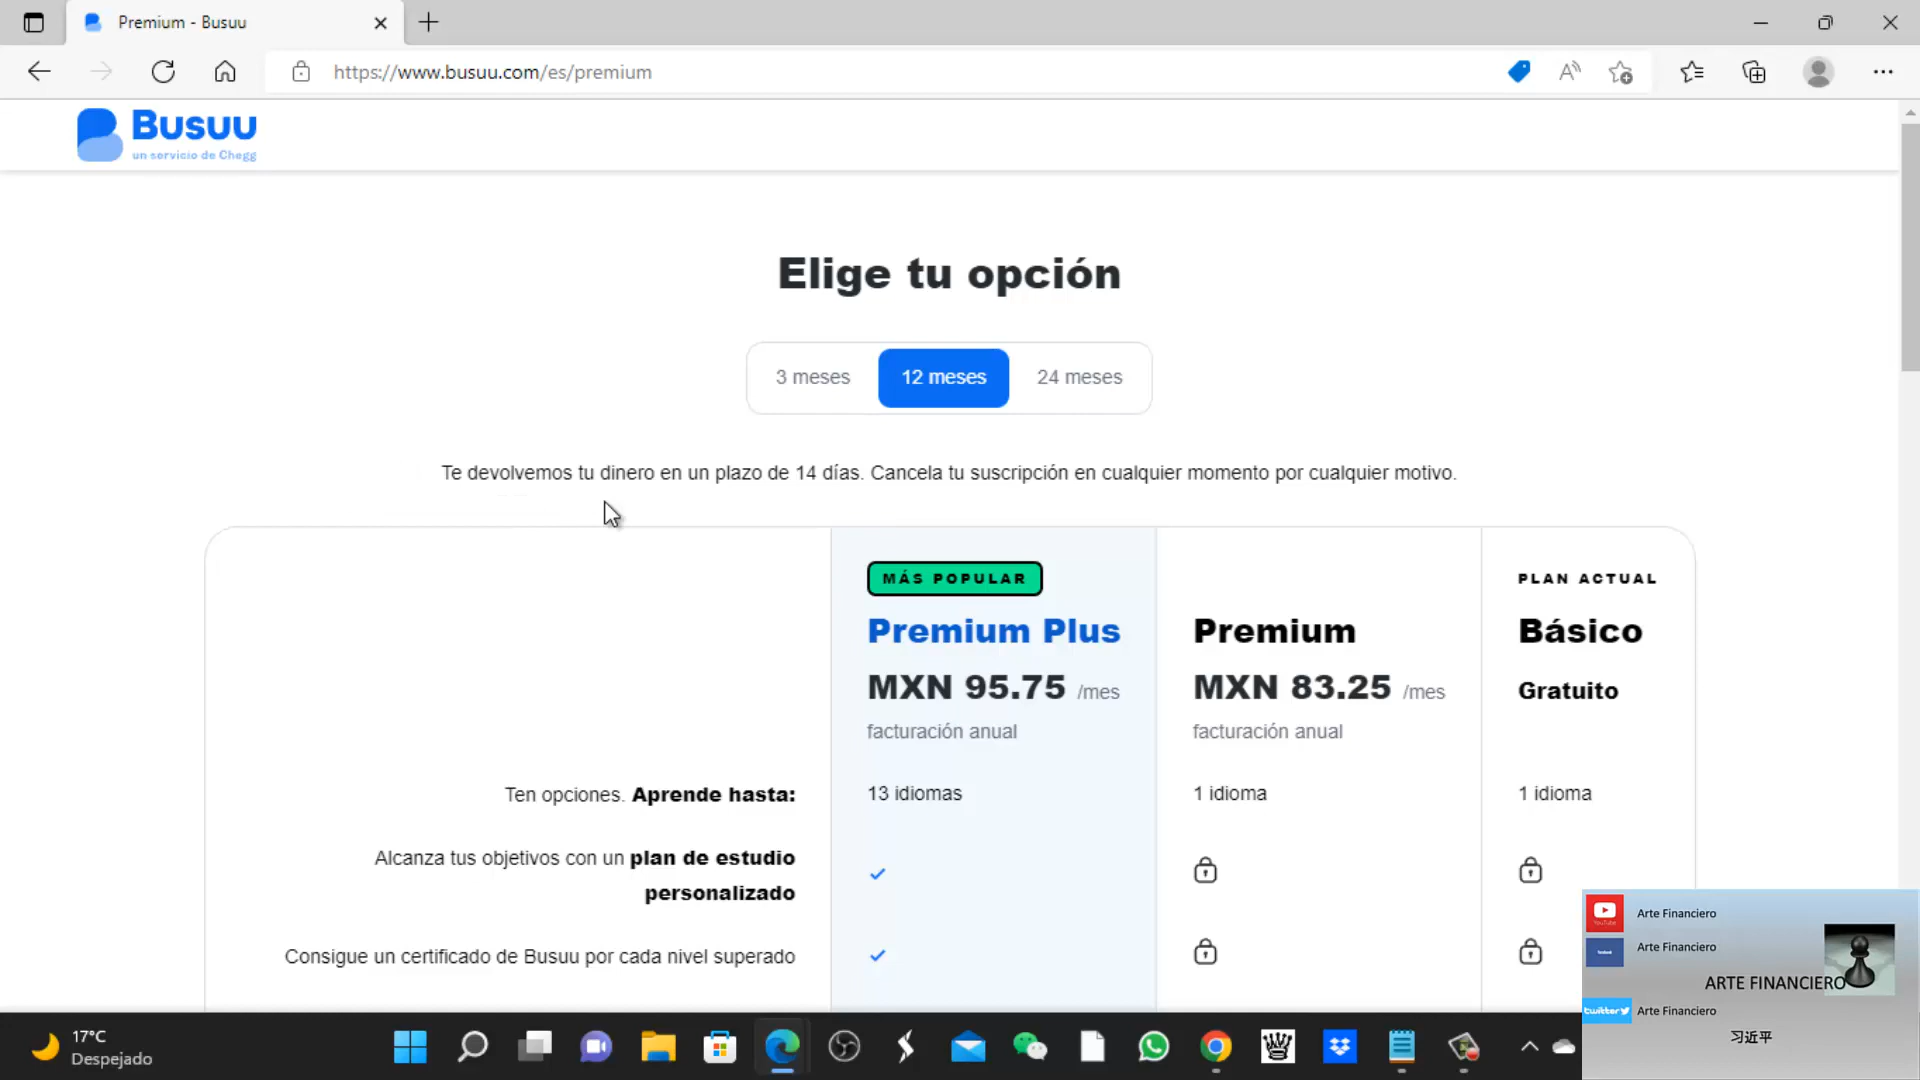 Premium - Busuu
https://www.busuu.com/es/premium
Busuu
un servicio de Chegg
Elige tu opción
3 meses
12 meses
24 meses
Te devolvemos tu dinero en un plazo de 14 días. Cancela tu suscripción en cualquier momento por cualquier motivo.
MÁS POPULAR
PLAN ACTUAL
Premium Plus
Premium
Básico
MXN 95.75 /mes
MXN 83.25 /mes
Gratuito
facturación anual
facturación anual
Ten opciones. Aprende hasta:
13 idiomas
1 idioma
1 idioma
Alcanza tus objetivos con un plan de estudio
personalizado
Consigue un certificado de Busuu por cada nivel superado
YouTube
Arte Financiero
facebook
Arte Financiero
ARTE FINANCIERO
twitter
Arte Financiero
习近平
17°C
Despejado